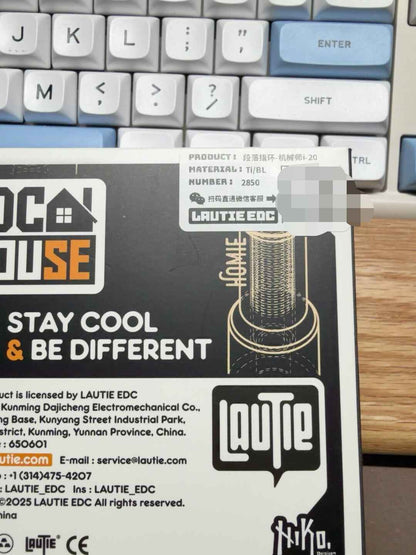 J K L : ; " ' ENTER
M < , > . ? / SHIFT
TRL
PRODUCT: 段落指环-机械师I-20
MATERIAL: Ti/BL
NUMBER: 2850
扫码直通微信客服
LAUTIE EDC
HOMIE
OUSE
STAY COOL
& BE DIFFERENT
uct is licensed by LAUTIE EDC
Kunming Dajicheng Electromechanical Co.,
ng Base, Kunyang Street Industrial Park,
strict, Kunming, Yunnan Province, China.
: 650601
utie.com E-mail : service@lautie.com
: +1 (314)475-4207
: LAUTIE_EDC Ins : LAUTIE_EDC
©2025 LAUTIE EDC All rights reserved.
hina
LAUTIE
LAUTIE® CE
NIKO.